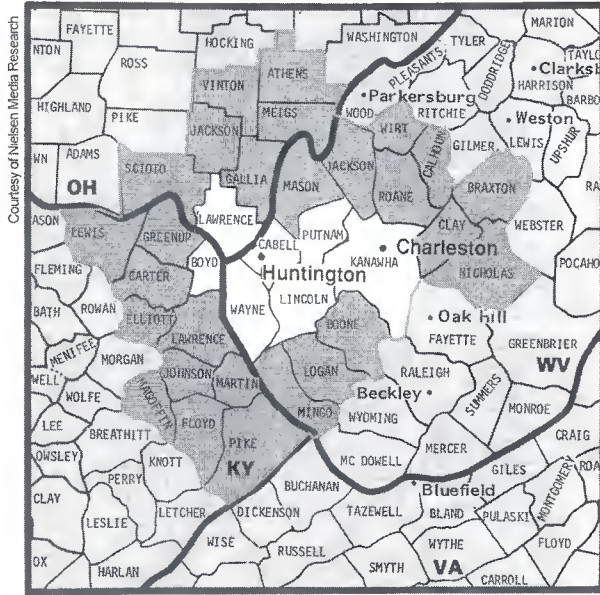 Courtesy of Nielsen Media Research
FAYETTE
HOCKING
WASHINGTON
TYLER
MARION
NTON
ROSS
PLEASANTS
DODDRIDGE
TAYLO
Clarksb
VINTON
ATHENS
Parkersburg
HARRISON
HIGHLAND
WOOD
RITCHIE
BARBO
PIKE
JACKSON
MEIGS
WIRT
CALHOUN
GILMER
Weston
LEWIS
UPSHUR
WN
ADAMS
SCIOTO
GALLIA
MASON
JACKSON
ROANE
BRAXTON
RA
OH
LAWRENCE
CLAY
WEBSTER
ASON
LEWIS
GREENUP
CABELL
PUTNAM
KANAWHA
Charleston
POCAHO
FLEMING
CARTER
BOYD
Huntington
NICHOLAS
BATH
ROWAN
WAYNE
LINCOLN
ELLIOTT
BOONE
Oak hill
FAYETTE
GREENBRIER
MENIFEE
MORGAN
LAWRENCE
WV
WELL
WOLFE
JOHNSON
MARTIN
LOGAN
RALEIGH
SUMMERS
MAGOFFIN
MINGO
Beckley
MONROE
LEE
BREATHITT
FLOYD
PIKE
WYOMING
CRAIG
OWSLEY
KNOTT
KY
MC DOWELL
MERCER
GILES
ROA
PERRY
BUCHANAN
Bluefield
MONTGOMERY
CLAY
LESLIE
LETCHER
DICKENSON
TAZEWELL
BLAND
PULASKI
WISE
RUSSELL
WYTHE
FLOYD
OX
HARLAN
SMYTH
VA
CARROLL